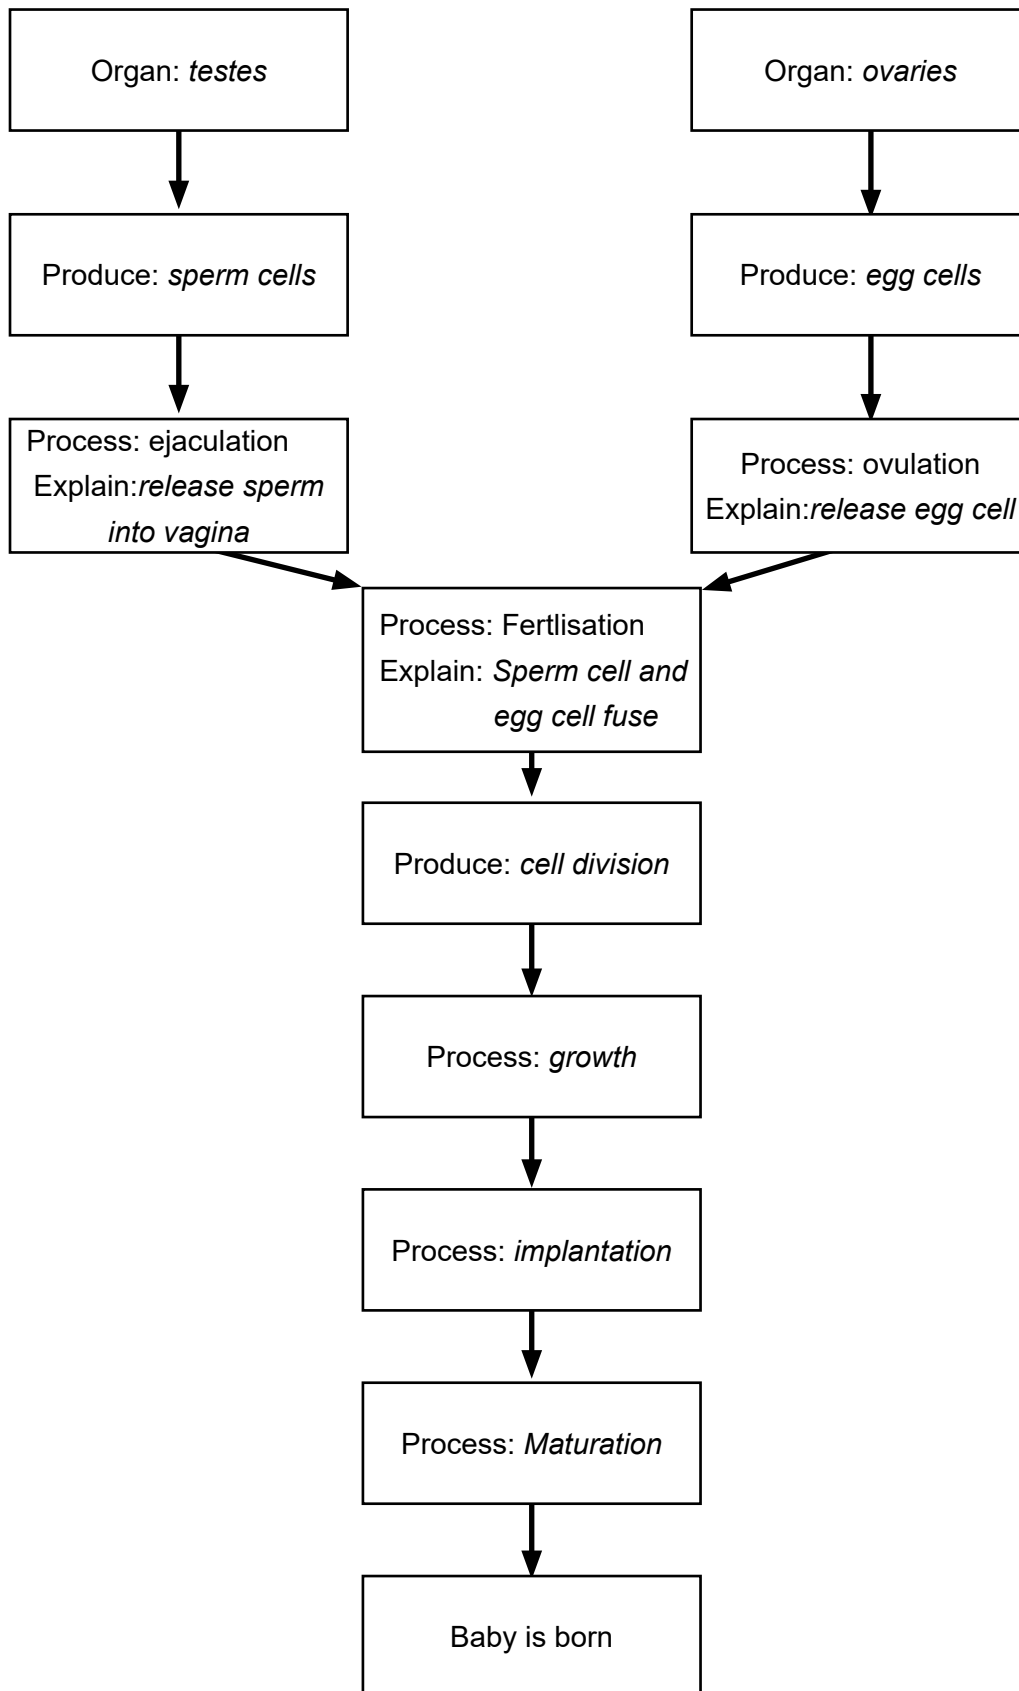 Organ: testes
Organ: ovaries
Produce: sperm cells
Produce: egg cells
Process: ejaculation
Explain:release sperm
into vagina
Process: ovulation
Explain:release egg cell
Process: Fertlisation
Explain: Sperm cell and
egg cell fuse
Produce: cell division
Process: growth
Process: implantation
Process: Maturation
Baby is born